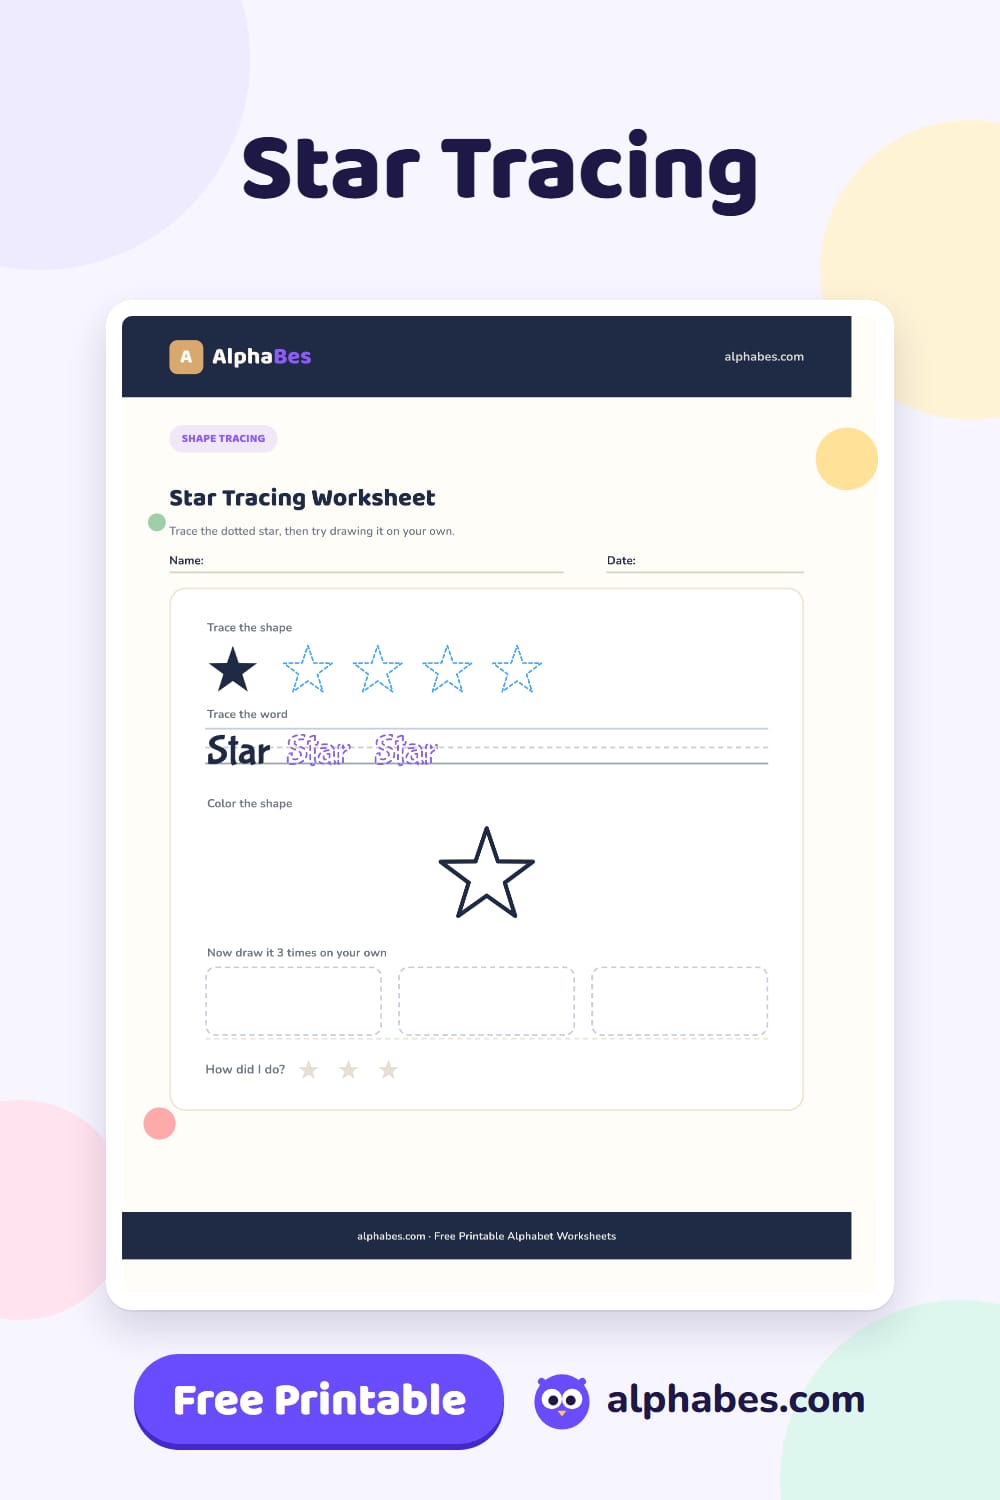 Star Tracing
A AlphaBes alphabes.com
SHAPE TRACING
Star Tracing Worksheet
Trace the dotted star, then try drawing it on your own.
Name: Date:
Trace the shape
Trace the word
Star Star Star
Color the shape
Now draw it 3 times on your own
How did I do?
alphabes.com · Free Printable Alphabet Worksheets
Free Printable alphabes.com